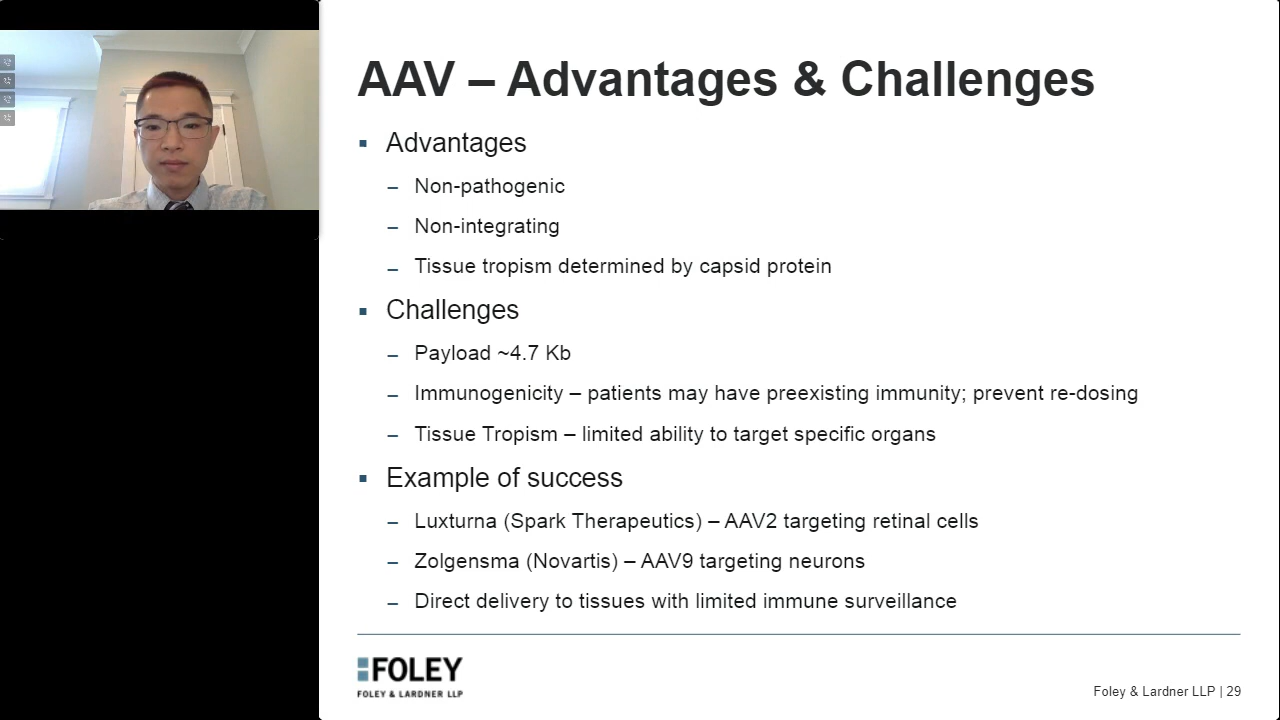 AAV – Advantages & Challenges
▪ Advantages
– Non-pathogenic
– Non-integrating
– Tissue tropism determined by capsid protein
▪ Challenges
– Payload ~4.7 Kb
– Immunogenicity – patients may have preexisting immunity; prevent re-dosing
– Tissue Tropism – limited ability to target specific organs
▪ Example of success
– Luxturna (Spark Therapeutics) – AAV2 targeting retinal cells
– Zolgensma (Novartis) – AAV9 targeting neurons
– Direct delivery to tissues with limited immune surveillance
FOLEY
FOLEY & LARDNER LLP
Foley & Lardner LLP | 29